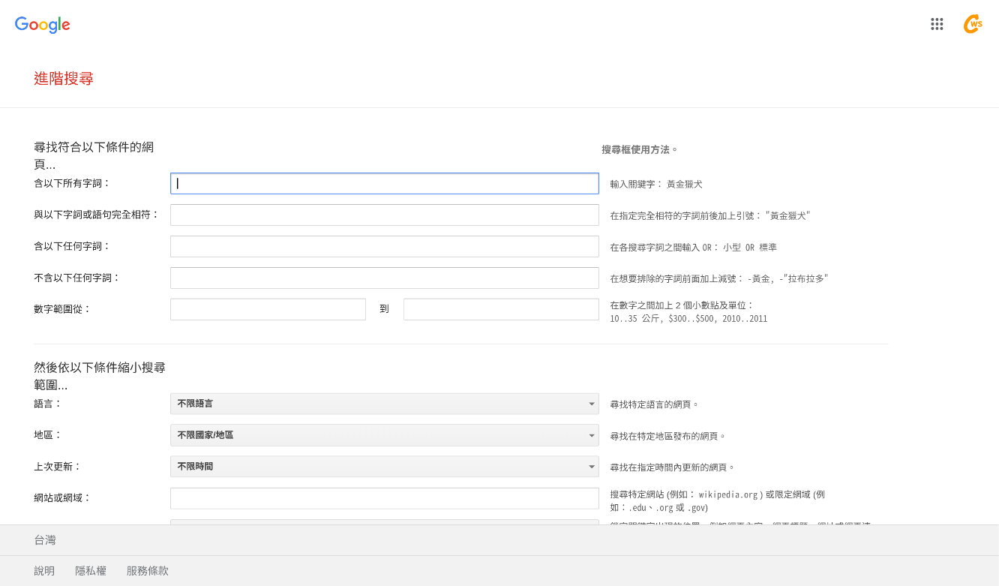 Google
CWS
進階搜尋
尋找符合以下條件的網
頁...
搜尋框使用方法。
含以下所有字詞：
輸入關鍵字： 黃金獵犬
與以下字詞或語句完全相符：
在指定完全相符的字詞前後加上引號： "黃金獵犬"
含以下任何字詞：
在各搜尋字詞之間輸入 OR： 小型 OR 標準
不含以下任何字詞：
在想要排除的字詞前面加上減號： -黃金, -"拉布拉多"
數字範圍從：
到
在數字之間加上 2 個小數點及單位：
10..35 公斤, $300..$500, 2010..2011
然後依以下條件縮小搜尋
範圍...
語言：
不限語言
尋找特定語言的網頁。
地區：
不限國家/地區
尋找在特定地區發布的網頁。
上次更新：
不限時間
尋找在指定時間內更新的網頁。
網站或網域：
搜尋特定網站 (例如： wikipedia.org ) 或限定網域 (例
如：.edu、.org 或 .gov)
台灣
說明 隱私權 服務條款